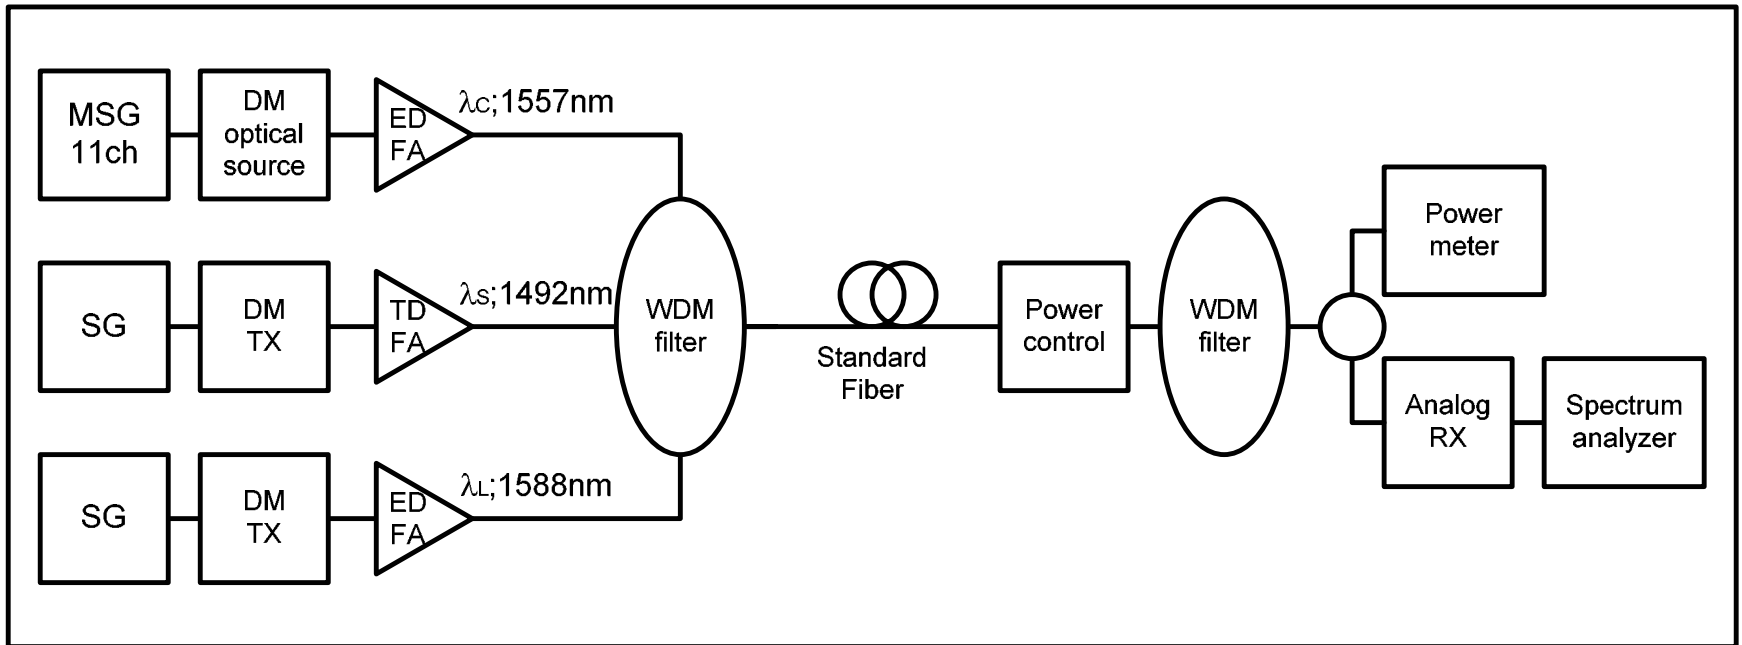 MSG
11ch
DM
optical
source
ED
FA
λC;1557nm
SG
DM
TX
TD
FA
λS;1492nm
SG
DM
TX
ED
FA
λL;1588nm
WDM
filter
Standard
Fiber
Power
control
WDM
filter
Power
meter
Analog
RX
Spectrum
analyzer